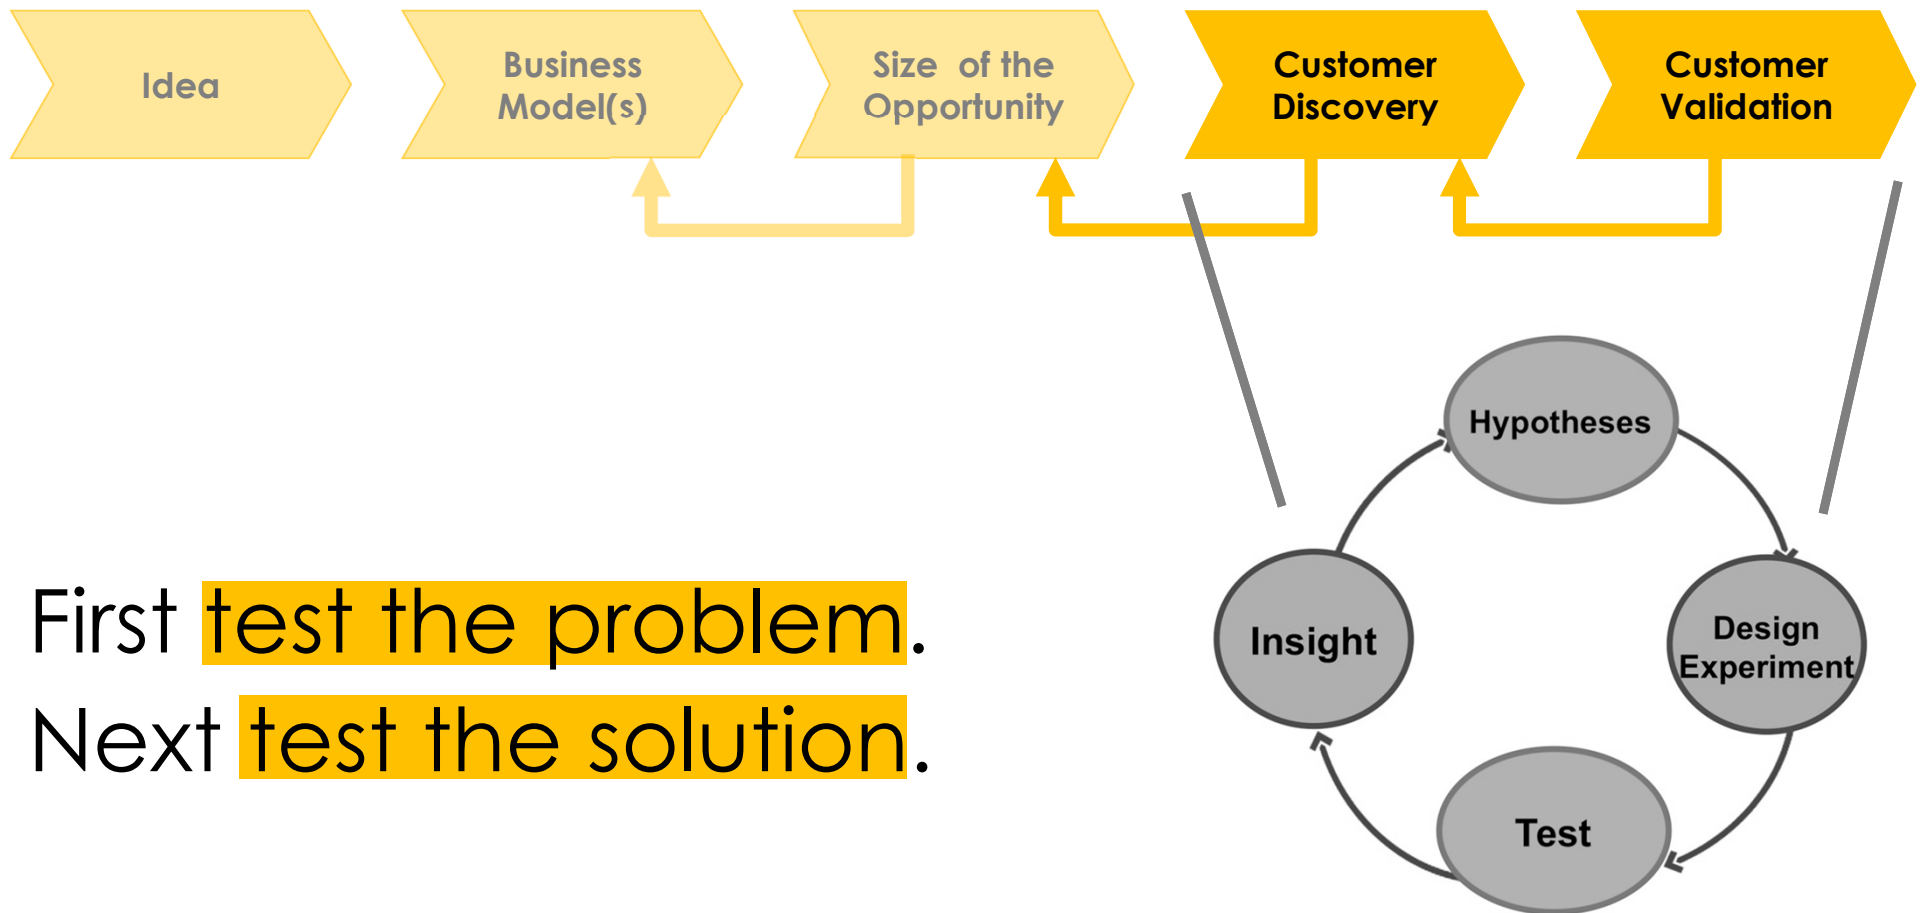 Idea
Business
Model(s)
Size of the
Opportunity
Customer
Discovery
Customer
Validation
Hypotheses
Design
Experiment
Test
Insight
First test the problem.
Next test the solution.